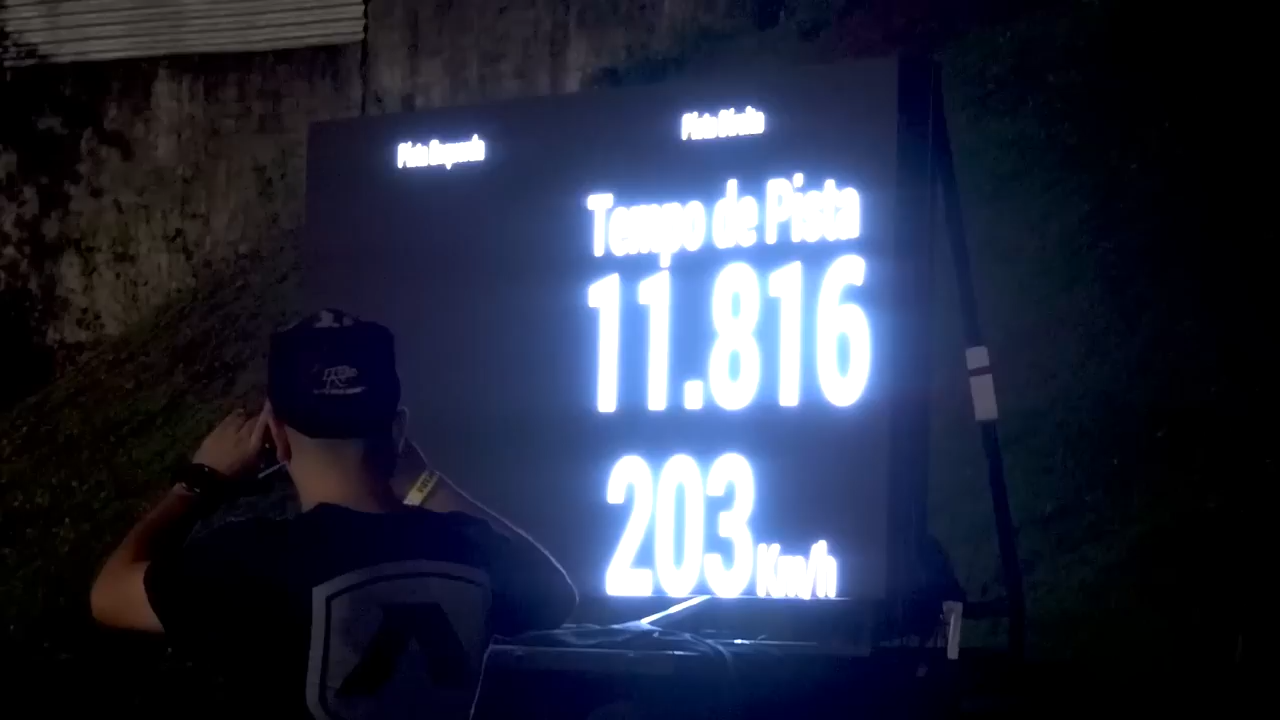 Pista Esquerda
Pista Direita
Tempo de Pista
11.816
203 Km/h